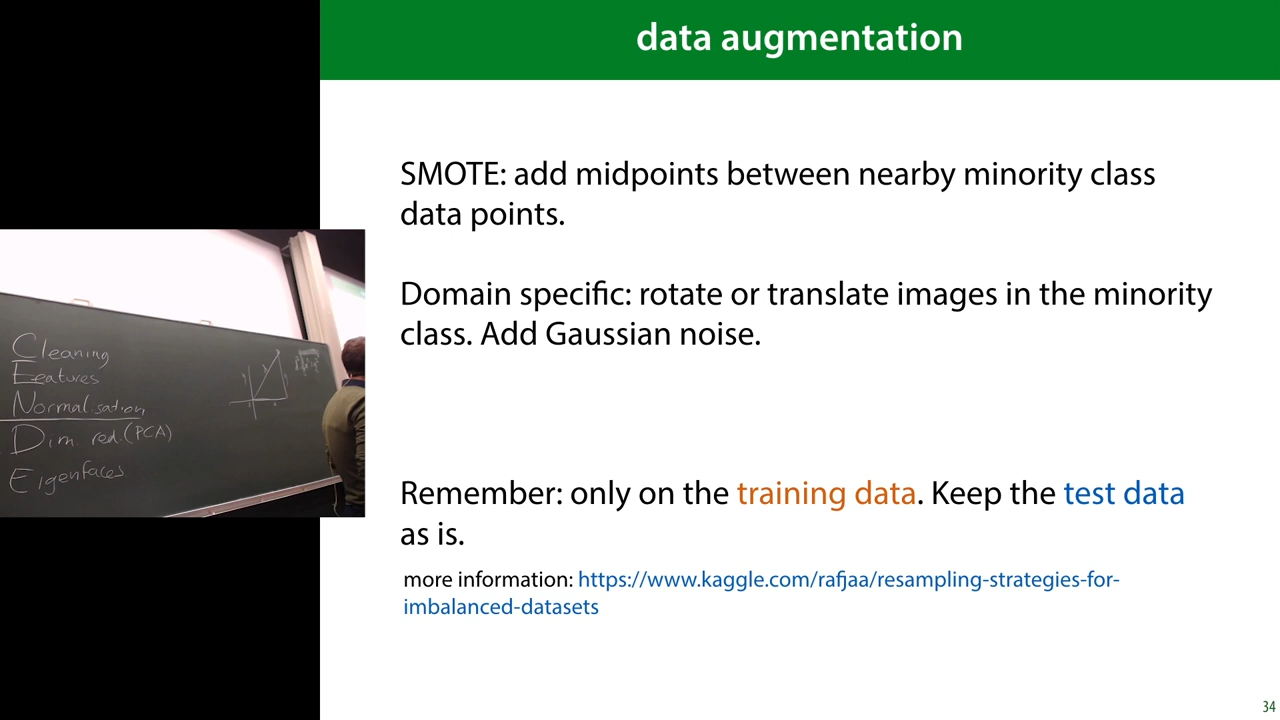 data augmentation
SMOTE: add midpoints between nearby minority class
data points.
Domain specific: rotate or translate images in the minority
class. Add Gaussian noise.
Remember: only on the training data. Keep the test data
as is.
more information: https://www.kaggle.com/rafjaa/resampling-strategies-for-
imbalanced-datasets
34
Cleaning
Features
Normalisation
Dim. red. (PCA)
Eigenfaces